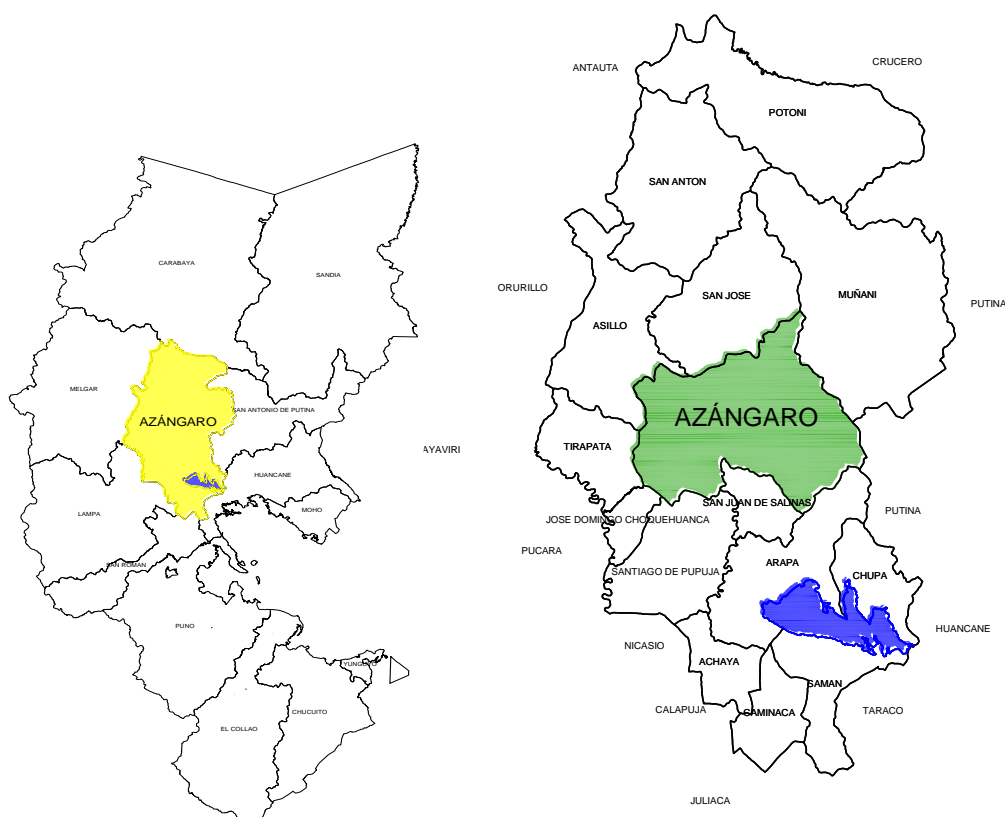 CARABAYA
SANDIA
MELGAR
AZÁNGARO
SAN ANTONIO DE PUTINA
HUANCANE
LAMPA
MOHO
SAN ROMAN
PUNO
YUNGUYO
CHUCUITO
EL COLLAO
ANTAUTA
CRUCERO
POTONI
SAN ANTON
ORURILLO
SAN JOSE
MUÑANI
PUTINA
ASILLO
AZÁNGARO
AYAVIRI
TIRAPATA
SAN JUAN DE SALINAS
PUTINA
JOSE DOMINGO CHOQUEHUANCA
PUCARA
ARAPA
SANTIAGO DE PUPUJA
CHUPA
HUANCANE
NICASIO
ACHAYA
SAMAN
CALAPUJA
CAMINACA
TARACO
JULIACA